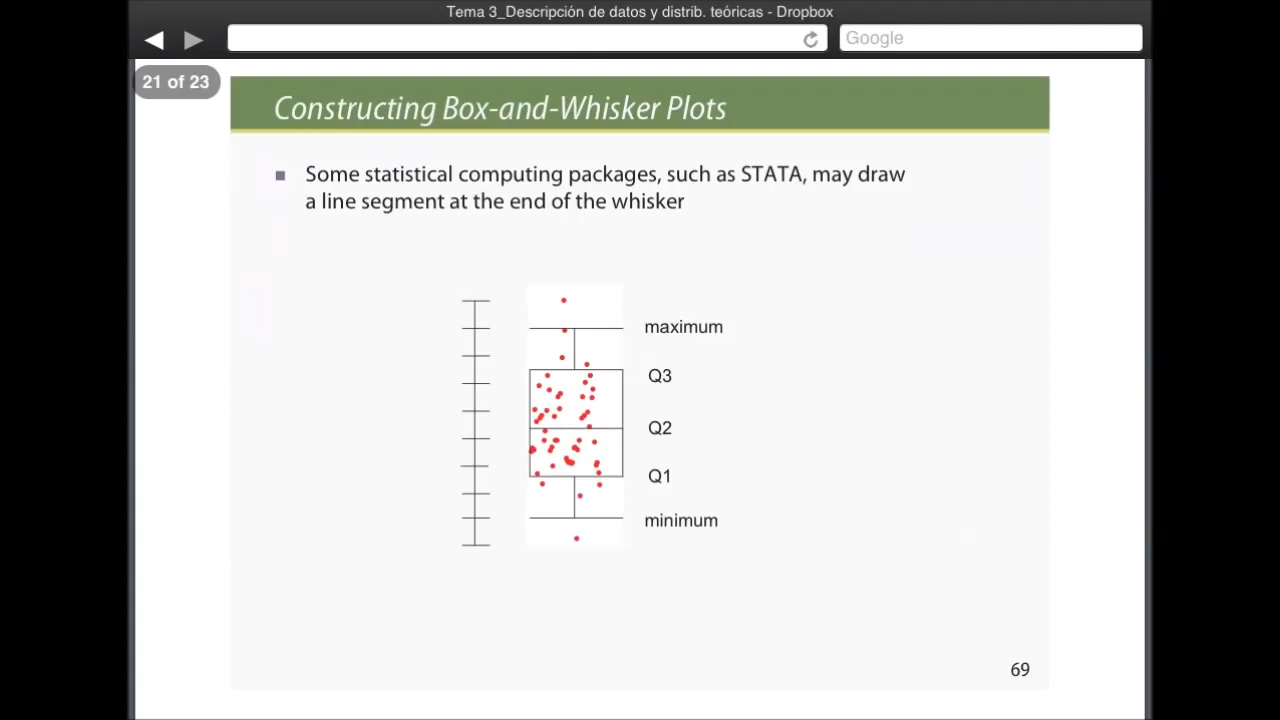 Tema 3_Descripción de datos y distrib. teóricas - Dropbox
Google
21 of 23
Constructing Box-and-Whisker Plots
Some statistical computing packages, such as STATA, may draw
a line segment at the end of the whisker
maximum
Q3
Q2
Q1
minimum
69